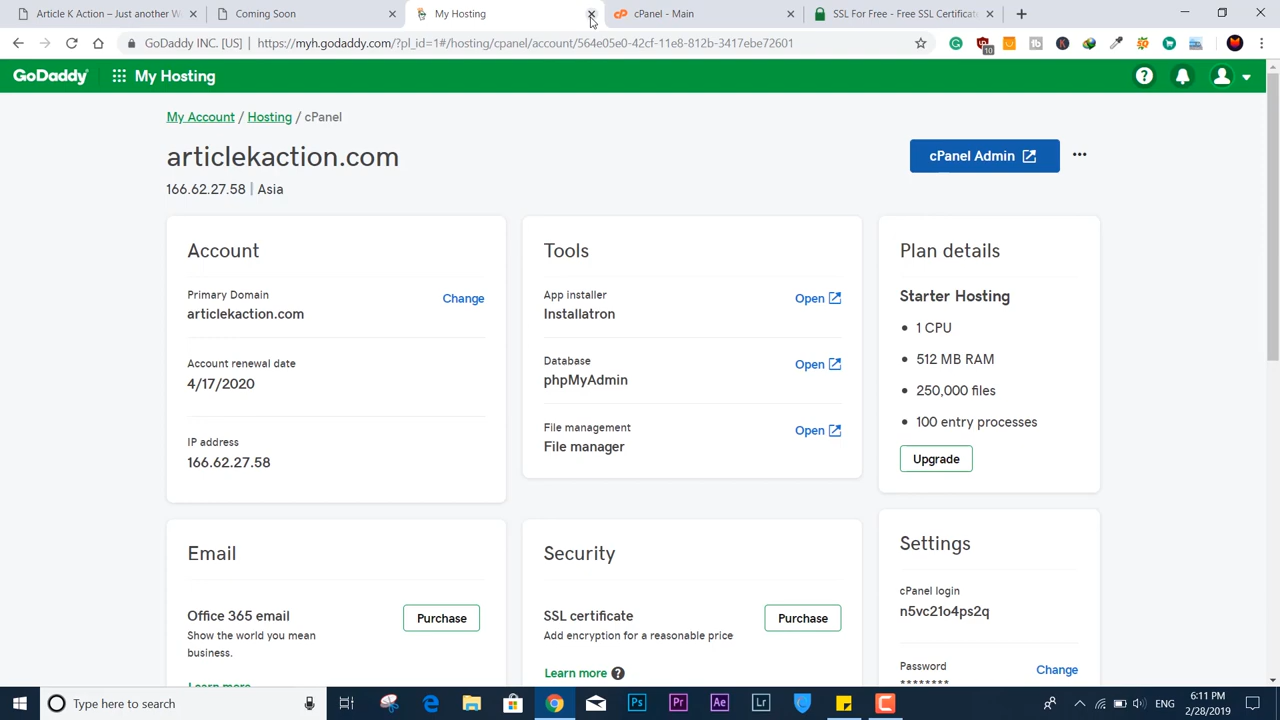 Article K Action – Just another W
Coming Soon
My Hosting
cPanel - Main
SSL For Free - Free SSL Certificat
GoDaddy INC. [US] | https://myh.godaddy.com/?pl_id=1#/hosting/cpanel/account/564e05e0-42cf-11e8-812b-3417ebe72601
10
GoDaddy
My Hosting
My Account / Hosting / cPanel
articlekaction.com
cPanel Admin
166.62.27.58 | Asia
Account
Primary Domain
articlekaction.com
Change
Account renewal date
4/17/2020
IP address
166.62.27.58
Tools
App installer
Installatron
Open
Database
phpMyAdmin
Open
File management
File manager
Open
Plan details
Starter Hosting
• 1 CPU
• 512 MB RAM
• 250,000 files
• 100 entry processes
Upgrade
Email
Office 365 email
Show the world you mean
business.
Purchase
Learn more
Security
SSL certificate
Add encryption for a reasonable price
Purchase
Learn more ?
Settings
cPanel login
n5vc21o4ps2q
Password
********
Change
Type here to search
Ps
Pr
Ae
Lr
ENG
6:11 PM
2/28/2019